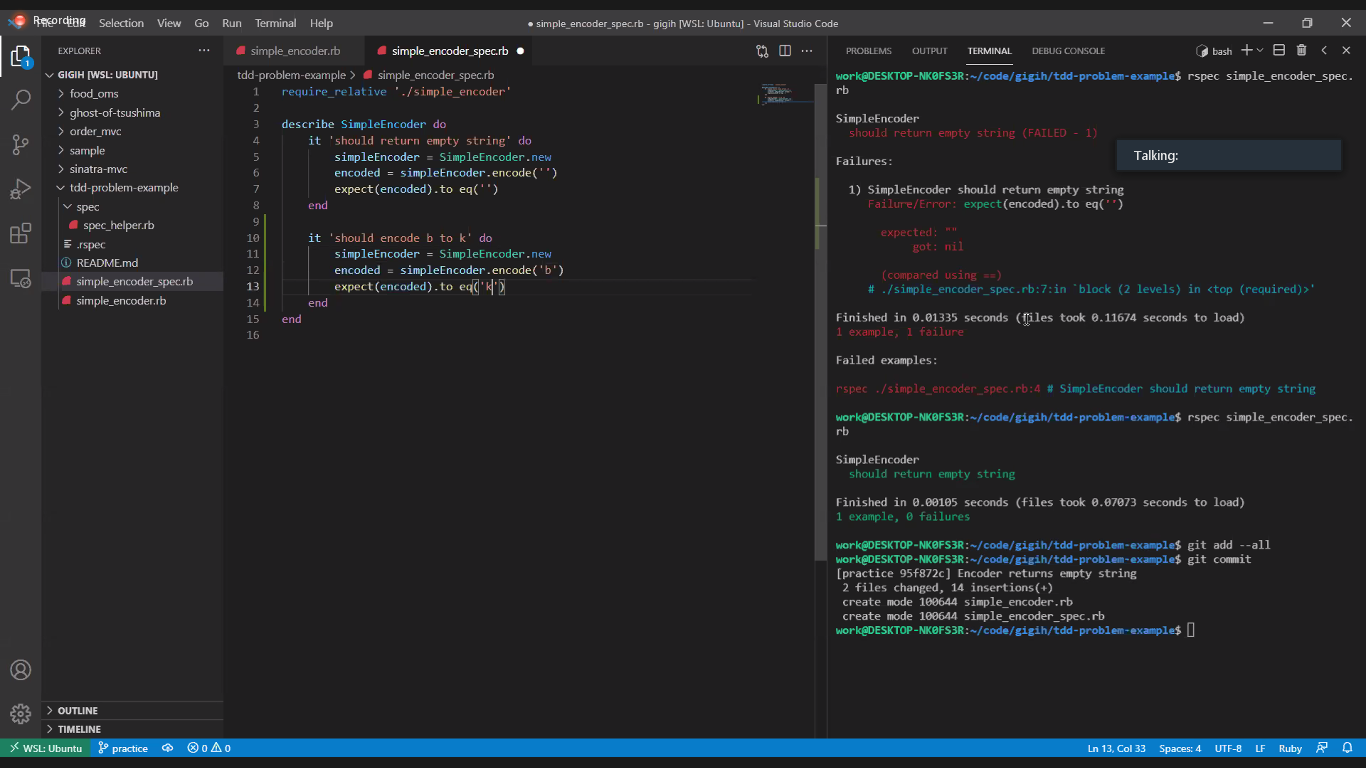 Recording
File Edit Selection View Go Run Terminal Help
● simple_encoder_spec.rb - gigih [WSL: Ubuntu] - Visual Studio Code
EXPLORER
GIGIH [WSL: UBUNTU]
food_oms
ghost-of-tsushima
order_mvc
sample
sinatra-mvc
tdd-problem-example
spec
spec_helper.rb
.rspec
README.md
simple_encoder_spec.rb
simple_encoder.rb
OUTLINE
TIMELINE
1
simple_encoder.rb simple_encoder_spec.rb
tdd-problem-example > simple_encoder_spec.rb
1 require_relative './simple_encoder'
2
3 describe SimpleEncoder do
4 it 'should return empty string' do
5 simpleEncoder = SimpleEncoder.new
6 encoded = simpleEncoder.encode('')
7 expect(encoded).to eq('')
8 end
9
10 it 'should encode b to k' do
11 simpleEncoder = SimpleEncoder.new
12 encoded = simpleEncoder.encode('b')
13 expect(encoded).to eq('k')
14 end
15 end
16
PROBLEMS OUTPUT TERMINAL DEBUG CONSOLE bash
work@DESKTOP-NK0FS3R:~/code/gigih/tdd-problem-example$ rspec simple_encoder_spec.
rb
SimpleEncoder
should return empty string (FAILED - 1)
Talking:
Failures:
1) SimpleEncoder should return empty string
Failure/Error: expect(encoded).to eq('')
expected: ""
got: nil
(compared using ==)
# ./simple_encoder_spec.rb:7:in `block (2 levels) in <top (required)>'
Finished in 0.01335 seconds (files took 0.11674 seconds to load)
1 example, 1 failure
Failed examples:
rspec ./simple_encoder_spec.rb:4 # SimpleEncoder should return empty string
work@DESKTOP-NK0FS3R:~/code/gigih/tdd-problem-example$ rspec simple_encoder_spec.
rb
SimpleEncoder
should return empty string
Finished in 0.00105 seconds (files took 0.07073 seconds to load)
1 example, 0 failures
work@DESKTOP-NK0FS3R:~/code/gigih/tdd-problem-example$ git add --all
work@DESKTOP-NK0FS3R:~/code/gigih/tdd-problem-example$ git commit
[practice 95f872c] Encoder returns empty string
2 files changed, 14 insertions(+)
create mode 100644 simple_encoder.rb
create mode 100644 simple_encoder_spec.rb
work@DESKTOP-NK0FS3R:~/code/gigih/tdd-problem-example$
WSL: Ubuntu practice 0 0 Ln 13, Col 33 Spaces: 4 UTF-8 LF Ruby